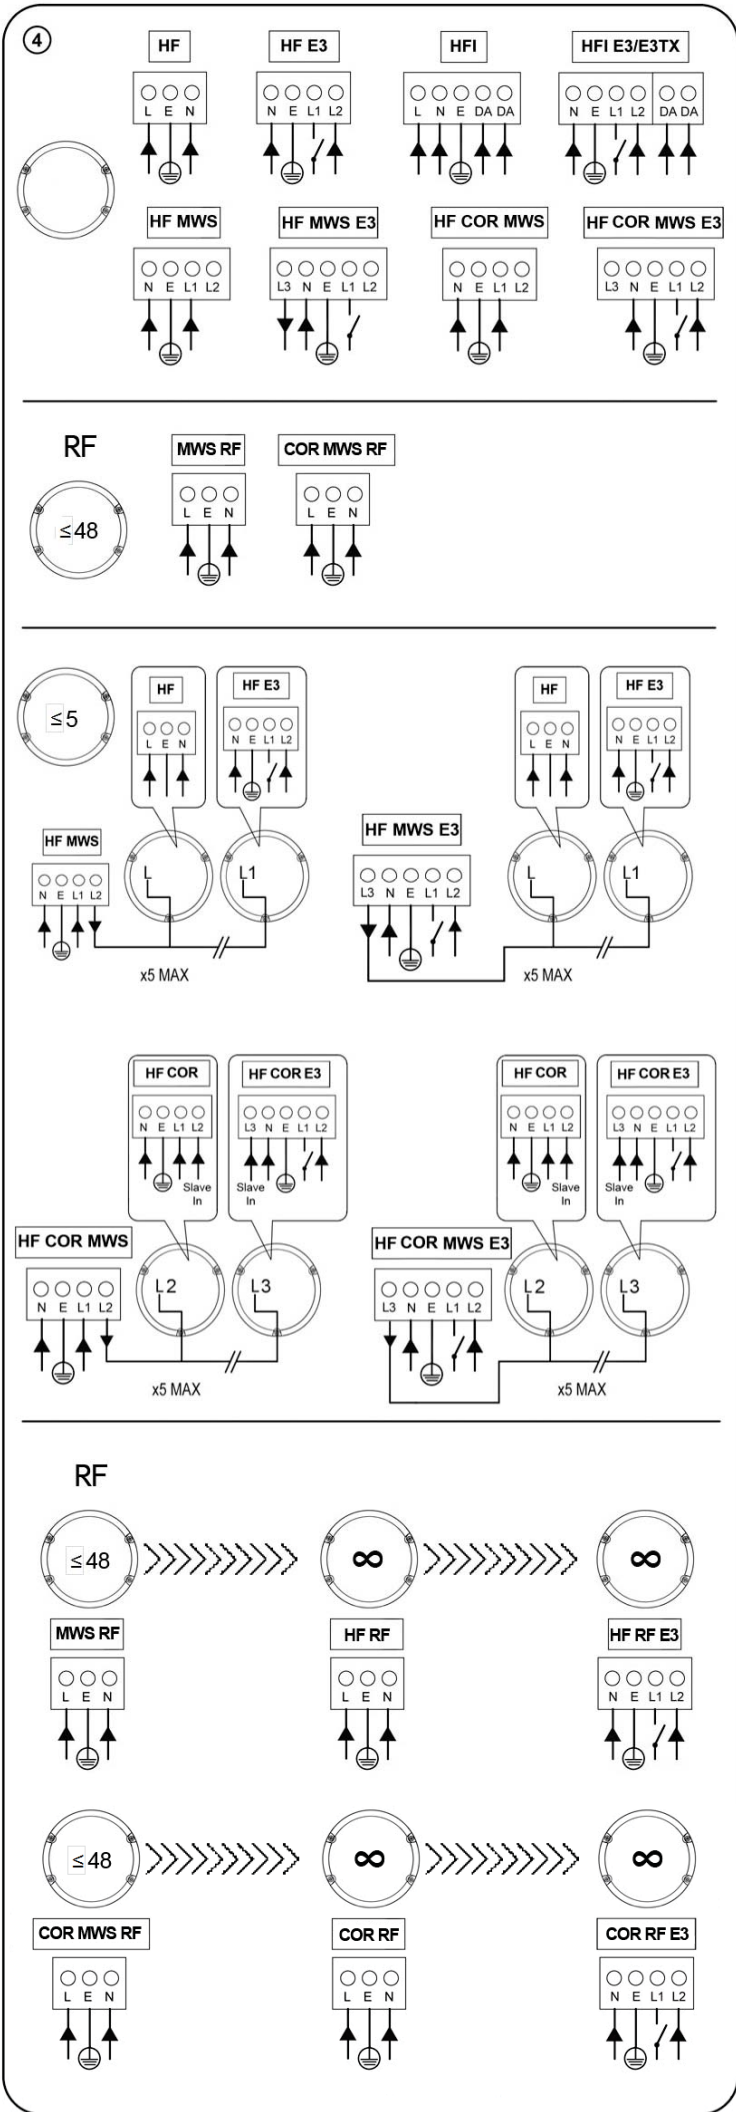 4
HF HF E3 HFI HFI E3/E3TX
L E N N E L1 L2 L N E DA DA N E L1 L2 DA DA
HF MWS HF MWS E3 HF COR MWS HF COR MWS E3
N E L1 L2 L3 N E L1 L2 N E L1 L2 L3 N E L1 L2
RF
MWS RF COR MWS RF
≤48
L E N L E N
≤5
HF HF E3 HF HF E3
L E N N E L1 L2 L E N N E L1 L2
HF MWS HF MWS E3
L L1 L L1
N E L1 L2 L3 N E L1 L2
x5 MAX x5 MAX
HF COR HF COR E3 HF COR HF COR E3
N E L1 L2 L3 N E L1 L2 N E L1 L2 L3 N E L1 L2
Slave Slave Slave Slave
In In In In
HF COR MWS HF COR MWS E3
L2 L3 L2 L3
N E L1 L2 L3 N E L1 L2
x5 MAX x5 MAX
RF
≤48 ∞ ∞
MWS RF HF RF HF RF E3
L E N L E N N E L1 L2
≤48 ∞ ∞
COR MWS RF COR RF COR RF E3
L E N L E N N E L1 L2